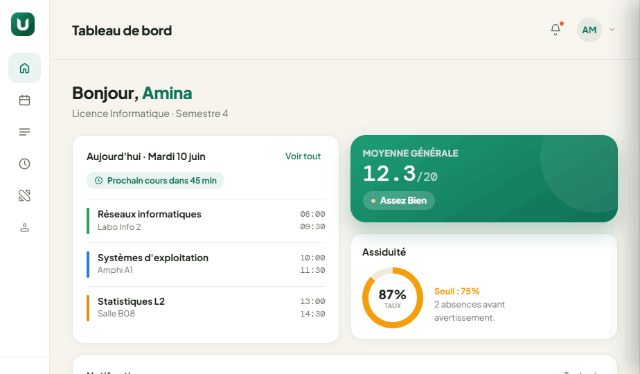 U
Tableau de bord
AM
Bonjour, Amina
Licence Informatique · Semestre 4
Aujourd'hui · Mardi 10 juin
Voir tout
Prochain cours dans 45 min
Réseaux informatiques
Labo Info 2
08:00
09:30
Systèmes d'exploitation
Amphi A1
10:00
11:30
Statistiques L2
Salle B08
13:00
14:30
MOYENNE GÉNÉRALE
12.3/20
Assez Bien
Assiduité
87%
TAUX
Seuil : 75%
2 absences avant
avertissement.